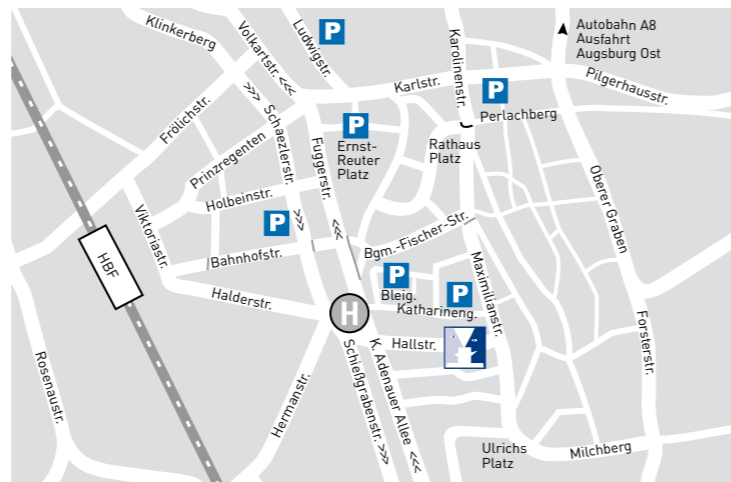 Klinkerberg
Volkartstr.
<<<
Ludwigstr.
P
Karolinenstr.
Autobahn A8
Ausfahrt
Augsburg Ost
Karlstr.
Pilgerhausstr.
P
Perlachberg
>>>
Schaezlerstr.
>>>
Frölichstr.
Prinzregenten
Fuggerstr.
<<<
P
Ernst-
Reuter
Platz
Rathaus
Platz
Holbeinstr.
Oberer Graben
Viktoriastr.
P
Bahnhofstr.
Bgm.-Fischer-Str.
HBF
P
Bleig.
P
Katharineng.
Maximilianstr.
Halderstr.
H
Hallstr.
Forsterstr.
Rosenaustr.
Hermanstr.
Schießgrabenstr. >>>
K. Adenauer Allee <<<
Ulrichs
Platz
Milchberg